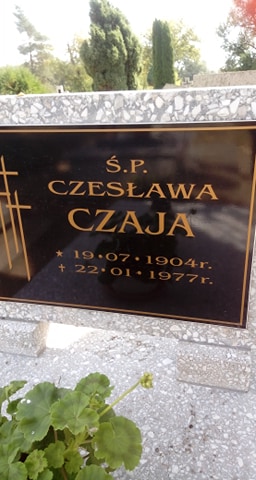 Ś.P.
CZESŁAWA
CZAJA
★ 19·07·1904r.
✝ 22·01·1977r.